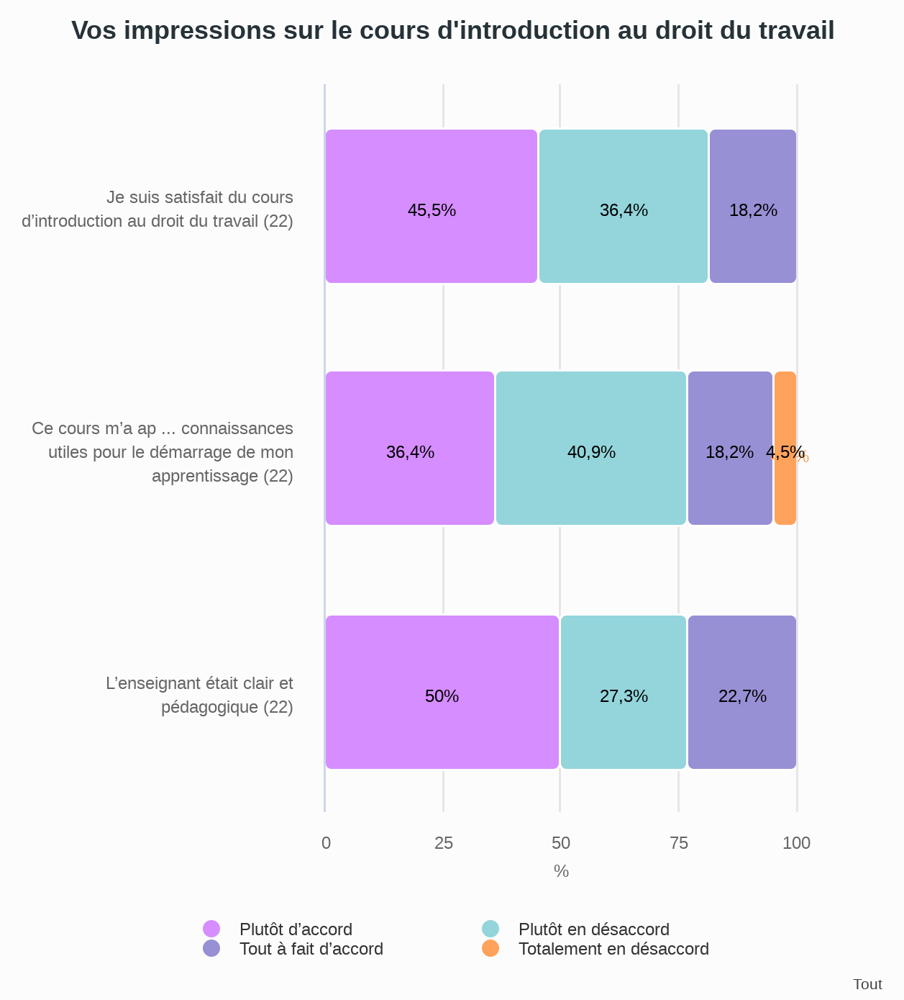 Vos impressions sur le cours d'introduction au droit du travail
Je suis satisfait du cours
d’introduction au droit du travail (22)
45,5% 36,4% 18,2%
Ce cours m’a ap ... connaissances
utiles pour le démarrage de mon
apprentissage (22)
36,4% 40,9% 18,2% 4,5%
L’enseignant était clair et
pédagogique (22)
50% 27,3% 22,7%
0 25 50 75 100
%
Plutôt d’accord Plutôt en désaccord
Tout à fait d’accord Totalement en désaccord
Tout